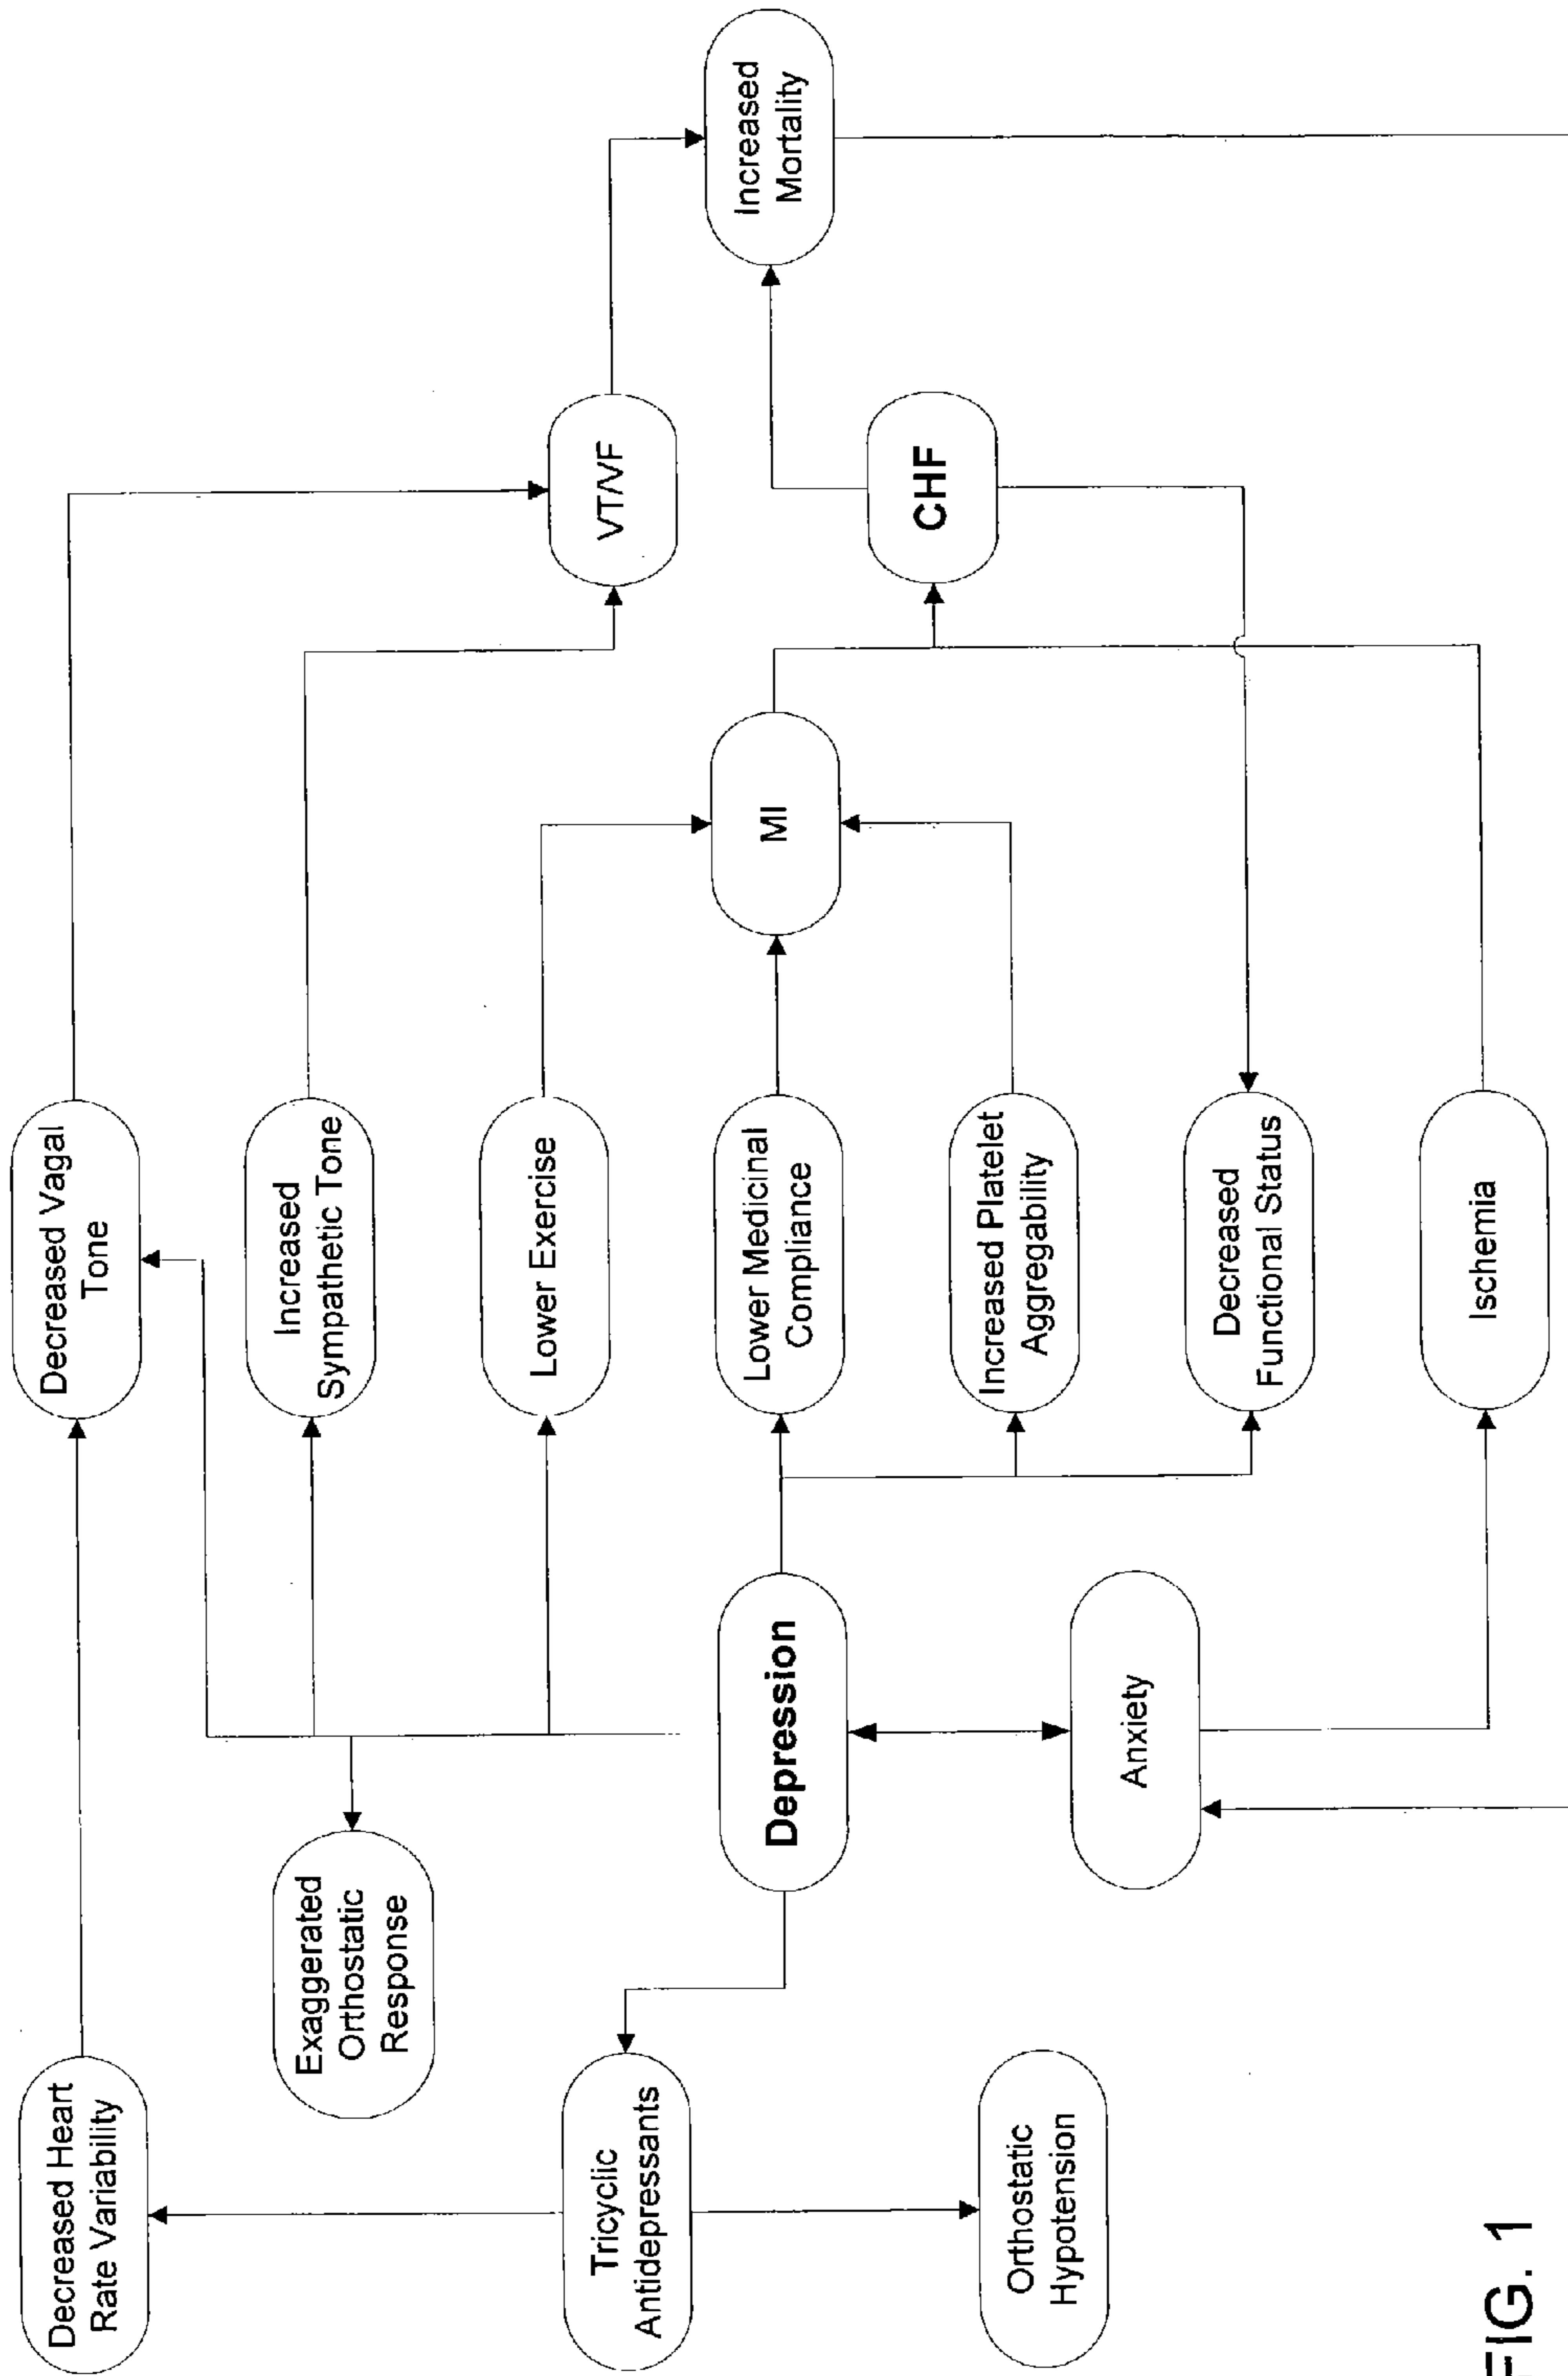 Decreased Heart
Rate Variability
Decreased Vagal
Tone
Exaggerated
Orthostatic
Response
Increased
Sympathetic Tone
Tricyclic
Antidepressants
Lower Exercise
VT/VF
Depression
Lower Medicinal
Compliance
MI
Increased
Mortality
Orthostatic
Hypotension
Anxiety
Increased Platelet
Aggregability
CHF
Decreased
Functional Status
Ischemia
FIG. 1